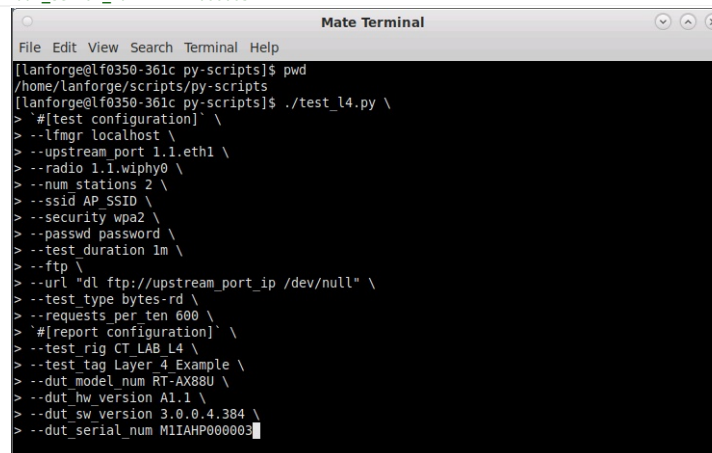 Mate Terminal
File Edit View Search Terminal Help
[lanforge@lf0350-361c py-scripts]$ pwd
/home/lanforge/scripts/py-scripts
[lanforge@lf0350-361c py-scripts]$ ./test_l4.py \
> `#[test configuration]` \
> --lfmgr localhost \
> --upstream_port 1.1.eth1 \
> --radio 1.1.wiphy0 \
> --num_stations 2 \
> --ssid AP_SSID \
> --security wpa2 \
> --passwd password \
> --test_duration 1m \
> --ftp \
> --url "dl ftp://upstream_port_ip /dev/null" \
> --test_type bytes-rd \
> --requests_per_ten 600 \
> `#[report configuration]` \
> --test_rig CT_LAB_L4 \
> --test_tag Layer_4_Example \
> --dut_model_num RT-AX88U \
> --dut_hw_version A1.1 \
> --dut_sw_version 3.0.0.4.384 \
> --dut_serial_num M1IAHP000003